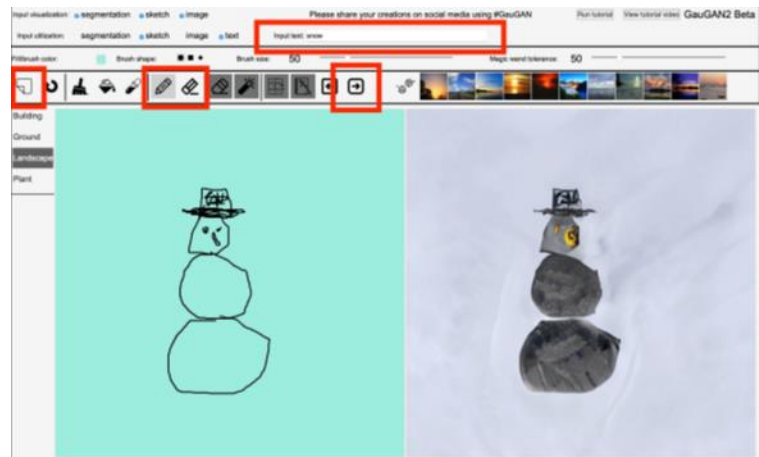 Input visualization: segmentation sketch image Please share your creations on social media using #GauGAN Run tutorial View tutorial video GauGAN2 Beta
Input utilization: segmentation sketch image text Input text: snow
Fill/brush color: Brush shape: Brush size: 50 Magic wand tolerance: 50
Building
Ground
Landscape
Plant